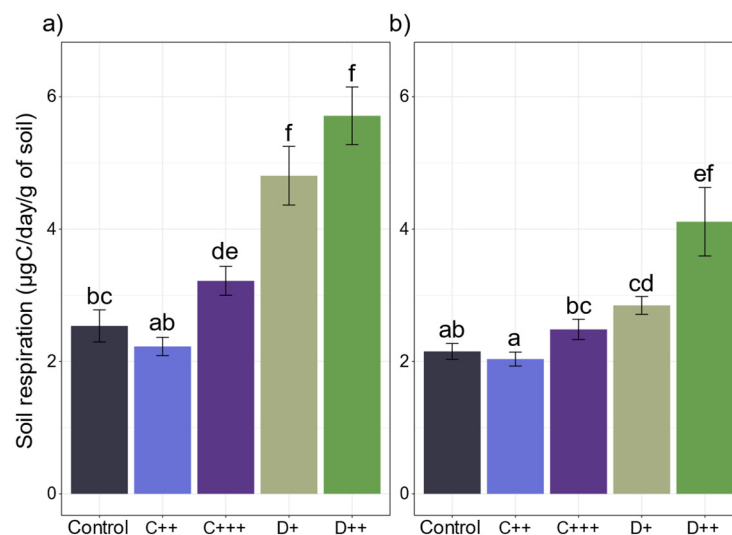 a)
b)
Soil respiration (µgC/day/g of soil)
6
4
2
0
bc
ab
de
f
f
Control
C++
C+++
D+
D++
6
4
2
0
ab
a
bc
cd
ef
Control
C++
C+++
D+
D++